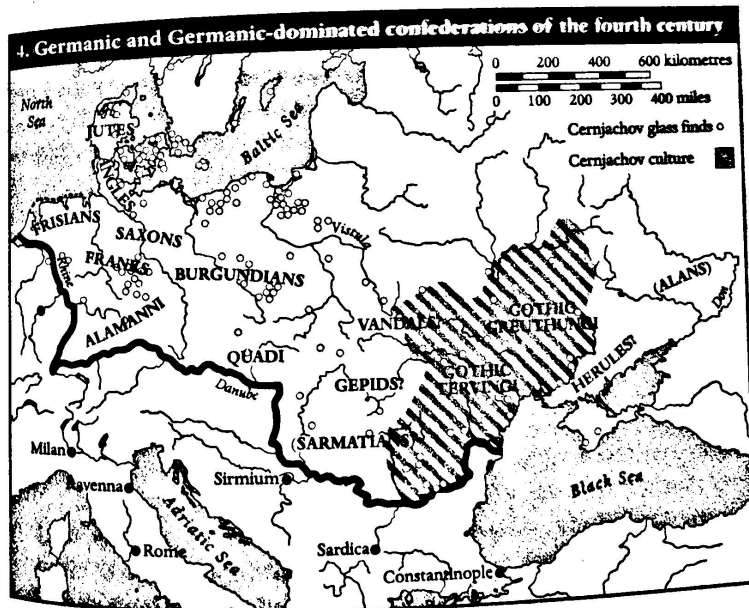 4. Germanic and Germanic-dominated confederations of the fourth century
0 200 400 600 kilometres
0 100 200 300 400 miles
Cernjachov glass finds
Cernjachov culture
North
Sea
JUTES
Baltic Sea
ANGLES
FRISIANS
SAXONS
Vistula
Rhine
FRANKS
BURGUNDIANS
(ALANS)
Don
ALAMANNI
VANDALS?
GOTHIC
GREUTHUNGI
QUADI
HERULES?
Danube
GEPIDS?
GOTHIC
TERVINGI
(SARMATIANS)
Milan
Ravenna
Sirmium
Black Sea
Adriatic Sea
Rome
Sardica
Constantinople